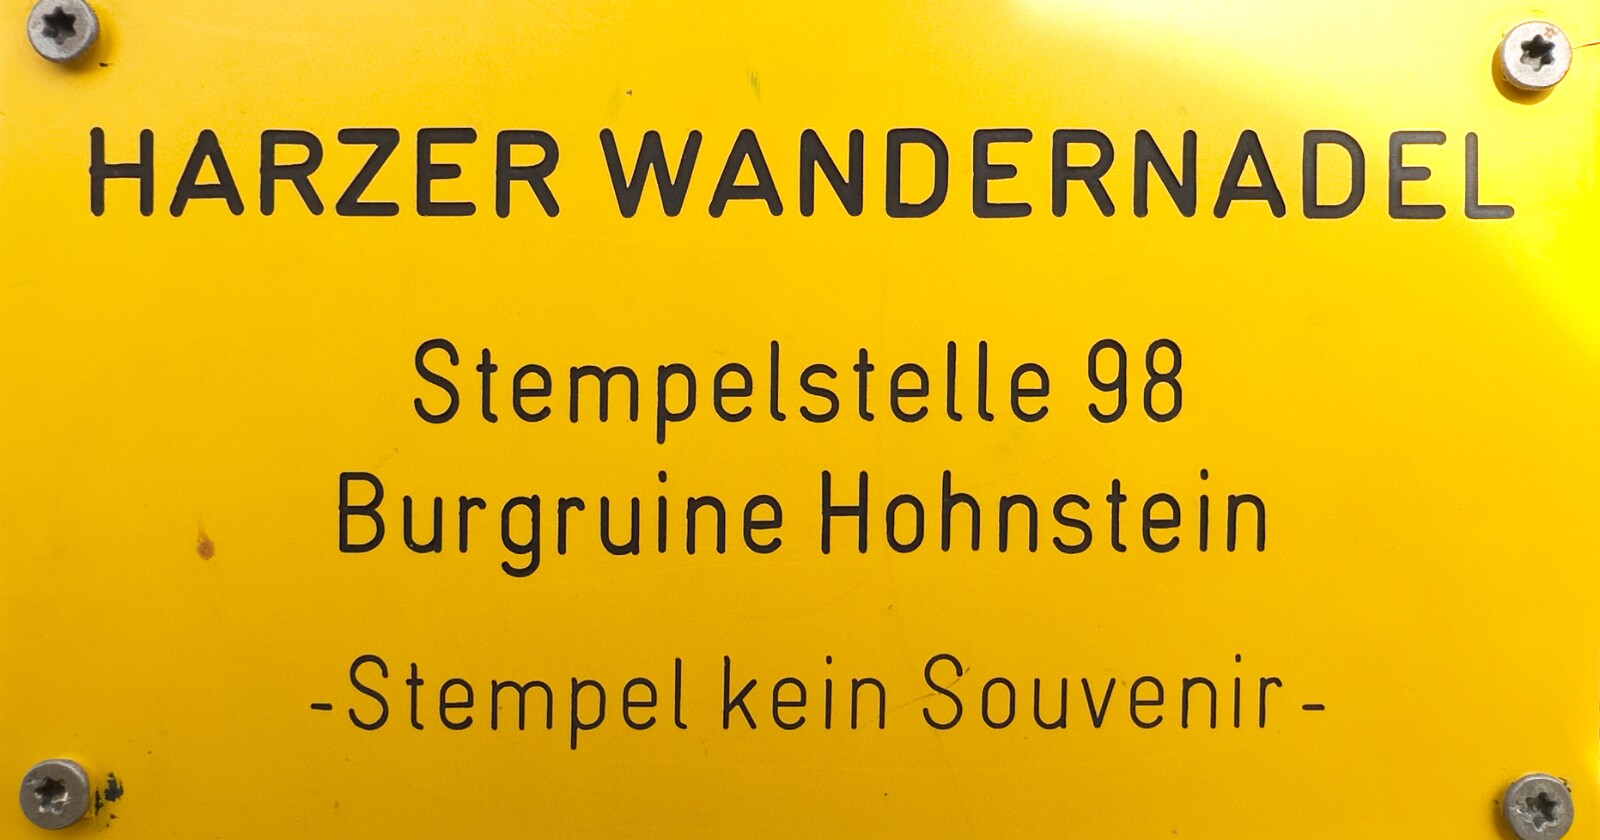 HARZER WANDERNADEL
Stempelstelle 98
Burgruine Hohnstein
-Stempel kein Souvenir-